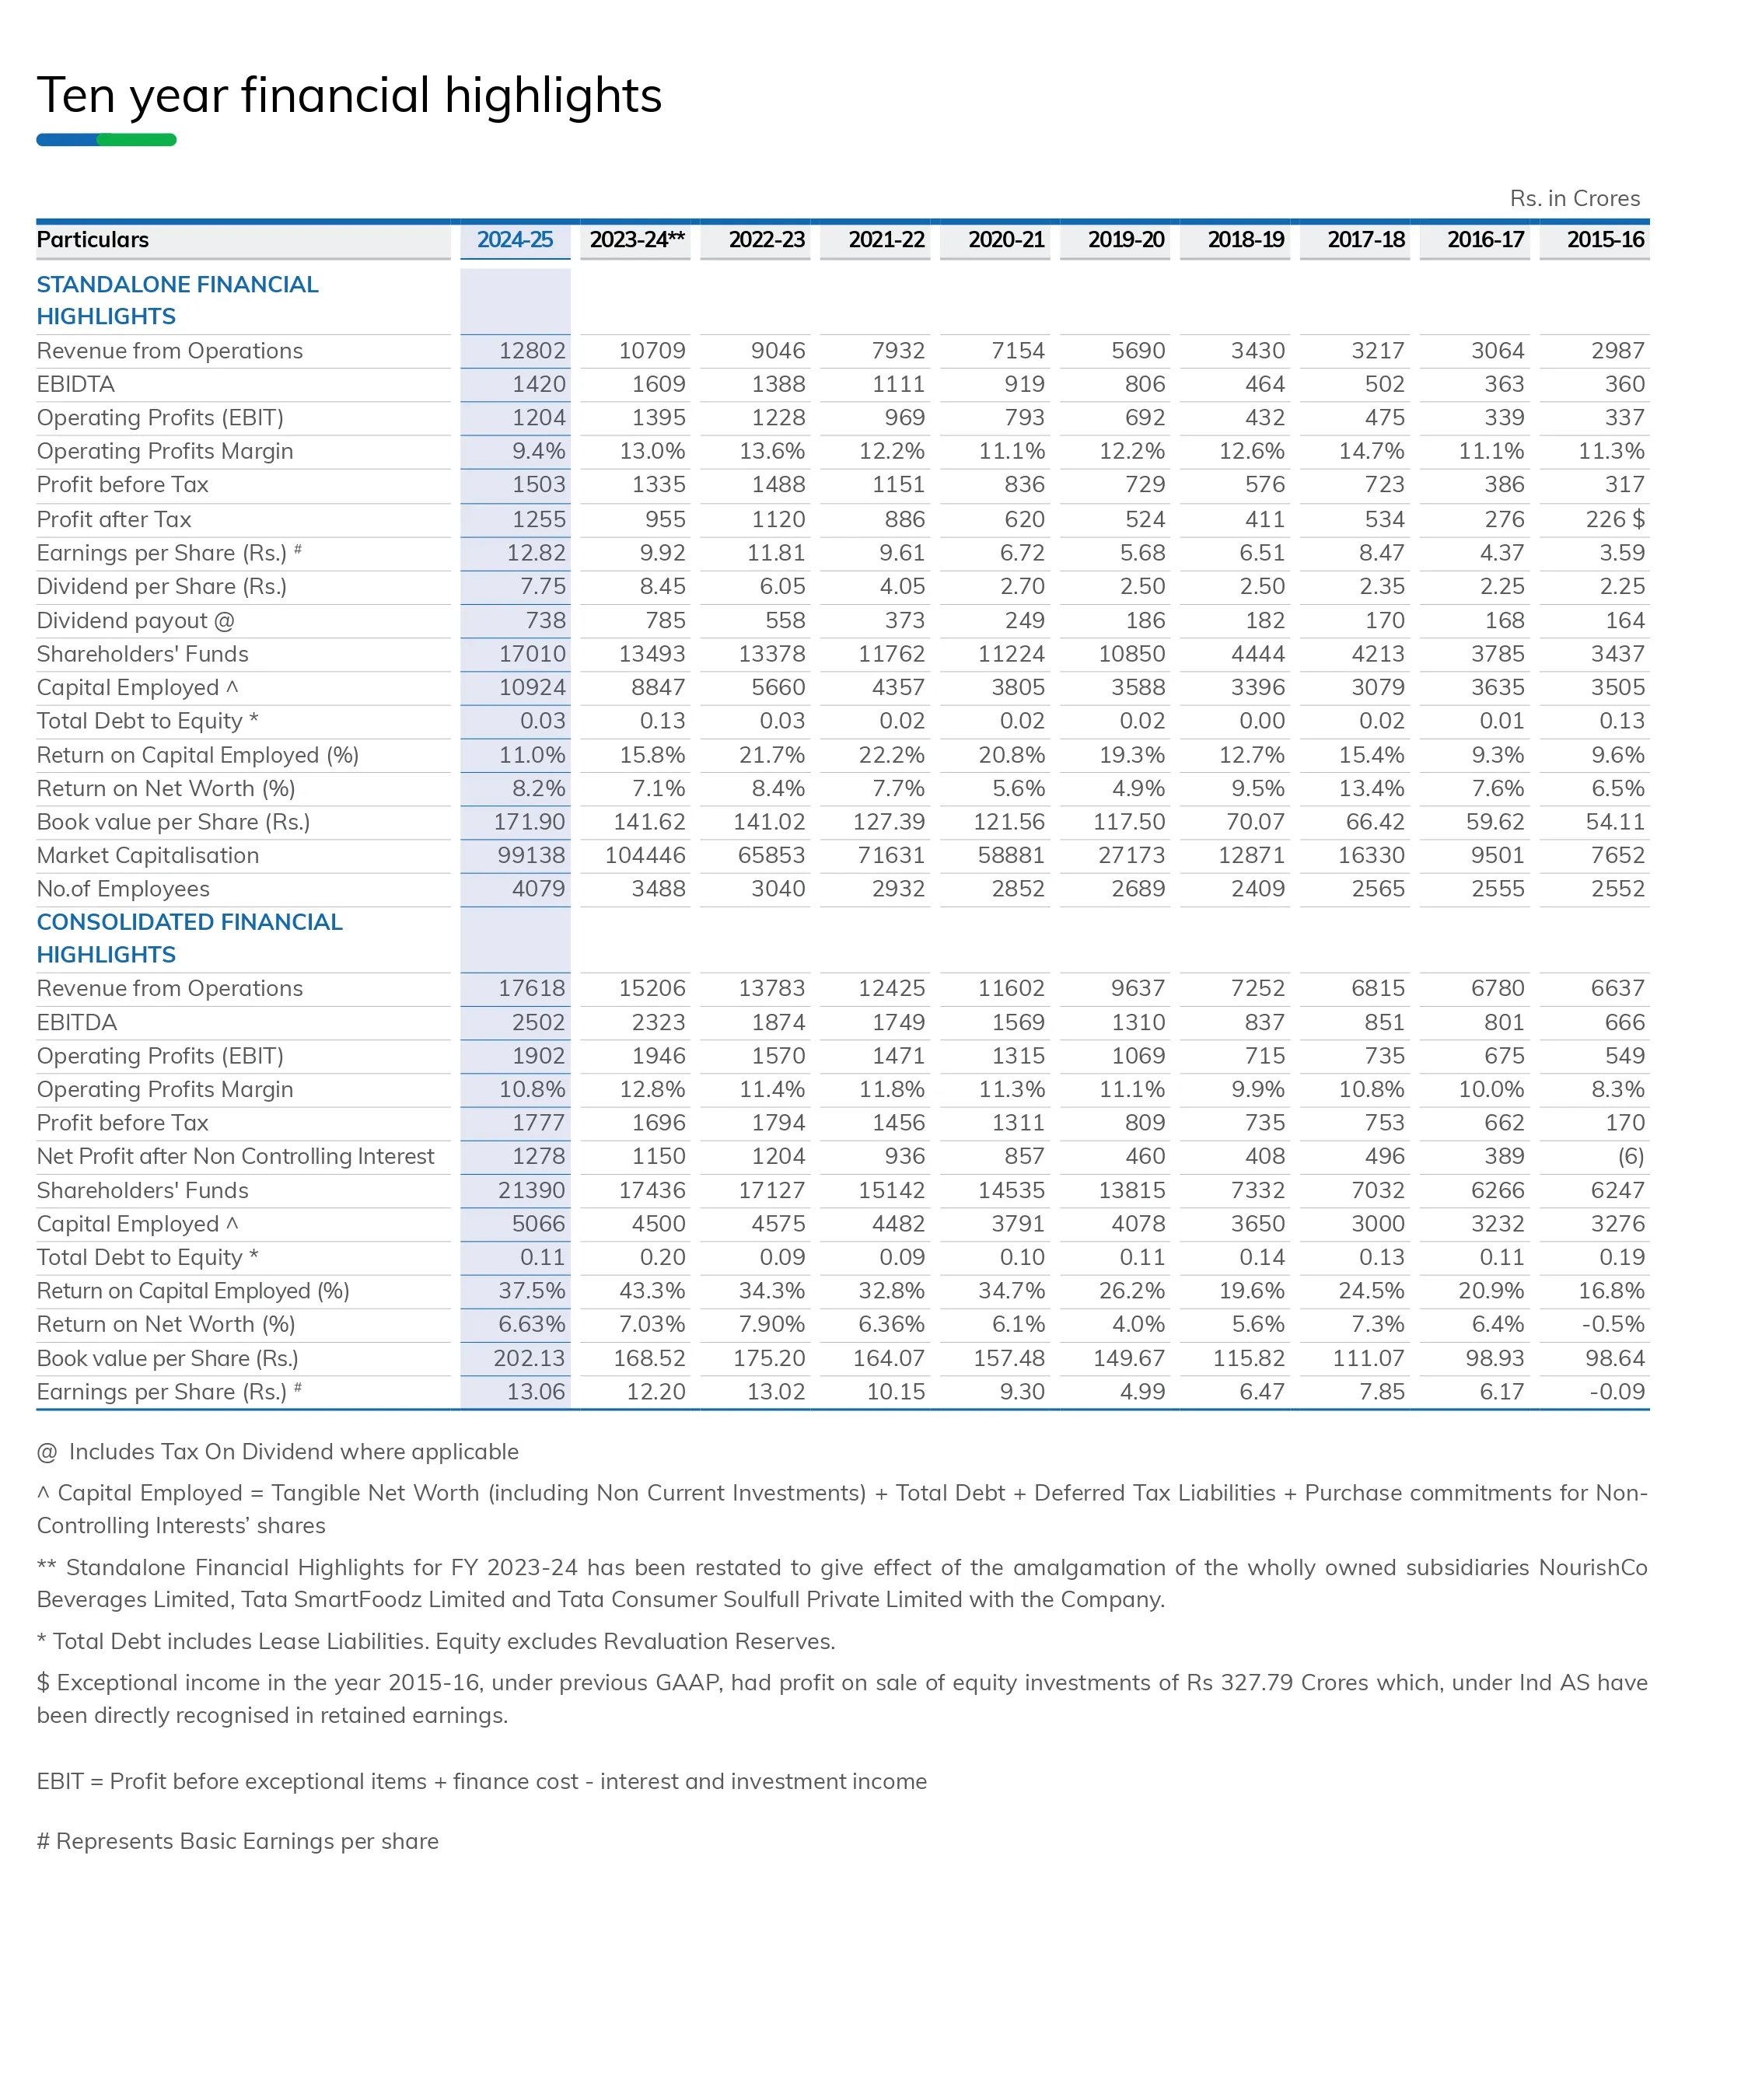 Ten year financial highlights
Rs. in Crores
Particulars 2024-25 2023-24** 2022-23 2021-22 2020-21 2019-20 2018-19 2017-18 2016-17 2015-16
STANDALONE FINANCIAL
HIGHLIGHTS
Revenue from Operations 12802 10709 9046 7932 7154 5690 3430 3217 3064 2987
EBIDTA 1420 1609 1388 1111 919 806 464 502 363 360
Operating Profits (EBIT) 1204 1395 1228 969 793 692 432 475 339 337
Operating Profits Margin 9.4% 13.0% 13.6% 12.2% 11.1% 12.2% 12.6% 14.7% 11.1% 11.3%
Profit before Tax 1503 1335 1488 1151 836 729 576 723 386 317
Profit after Tax 1255 955 1120 886 620 524 411 534 276 226 $
Earnings per Share (Rs.) # 12.82 9.92 11.81 9.61 6.72 5.68 6.51 8.47 4.37 3.59
Dividend per Share (Rs.) 7.75 8.45 6.05 4.05 2.70 2.50 2.50 2.35 2.25 2.25
Dividend payout @ 738 785 558 373 249 186 182 170 168 164
Shareholders' Funds 17010 13493 13378 11762 11224 10850 4444 4213 3785 3437
Capital Employed ^ 10924 8847 5660 4357 3805 3588 3396 3079 3635 3505
Total Debt to Equity * 0.03 0.13 0.03 0.02 0.02 0.02 0.00 0.02 0.01 0.13
Return on Capital Employed (%) 11.0% 15.8% 21.7% 22.2% 20.8% 19.3% 12.7% 15.4% 9.3% 9.6%
Return on Net Worth (%) 8.2% 7.1% 8.4% 7.7% 5.6% 4.9% 9.5% 13.4% 7.6% 6.5%
Book value per Share (Rs.) 171.90 141.62 141.02 127.39 121.56 117.50 70.07 66.42 59.62 54.11
Market Capitalisation 99138 104446 65853 71631 58881 27173 12871 16330 9501 7652
No.of Employees 4079 3488 3040 2932 2852 2689 2409 2565 2555 2552
CONSOLIDATED FINANCIAL
HIGHLIGHTS
Revenue from Operations 17618 15206 13783 12425 11602 9637 7252 6815 6780 6637
EBITDA 2502 2323 1874 1749 1569 1310 837 851 801 666
Operating Profits (EBIT) 1902 1946 1570 1471 1315 1069 715 735 675 549
Operating Profits Margin 10.8% 12.8% 11.4% 11.8% 11.3% 11.1% 9.9% 10.8% 10.0% 8.3%
Profit before Tax 1777 1696 1794 1456 1311 809 735 753 662 170
Net Profit after Non Controlling Interest 1278 1150 1204 936 857 460 408 496 389 (6)
Shareholders' Funds 21390 17436 17127 15142 14535 13815 7332 7032 6266 6247
Capital Employed ^ 5066 4500 4575 4482 3791 4078 3650 3000 3232 3276
Total Debt to Equity * 0.11 0.20 0.09 0.09 0.10 0.11 0.14 0.13 0.11 0.19
Return on Capital Employed (%) 37.5% 43.3% 34.3% 32.8% 34.7% 26.2% 19.6% 24.5% 20.9% 16.8%
Return on Net Worth (%) 6.63% 7.03% 7.90% 6.36% 6.1% 4.0% 5.6% 7.3% 6.4% -0.5%
Book value per Share (Rs.) 202.13 168.52 175.20 164.07 157.48 149.67 115.82 111.07 98.93 98.64
Earnings per Share (Rs.) # 13.06 12.20 13.02 10.15 9.30 4.99 6.47 7.85 6.17 -0.09
@ Includes Tax On Dividend where applicable
^ Capital Employed = Tangible Net Worth (including Non Current Investments) + Total Debt + Deferred Tax Liabilities + Purchase commitments for Non-
Controlling Interests’ shares
** Standalone Financial Highlights for FY 2023-24 has been restated to give effect of the amalgamation of the wholly owned subsidiaries NourishCo
Beverages Limited, Tata SmartFoodz Limited and Tata Consumer Soulfull Private Limited with the Company.
* Total Debt includes Lease Liabilities. Equity excludes Revaluation Reserves.
$ Exceptional income in the year 2015-16, under previous GAAP, had profit on sale of equity investments of Rs 327.79 Crores which, under Ind AS have
been directly recognised in retained earnings.
EBIT = Profit before exceptional items + finance cost - interest and investment income
# Represents Basic Earnings per share